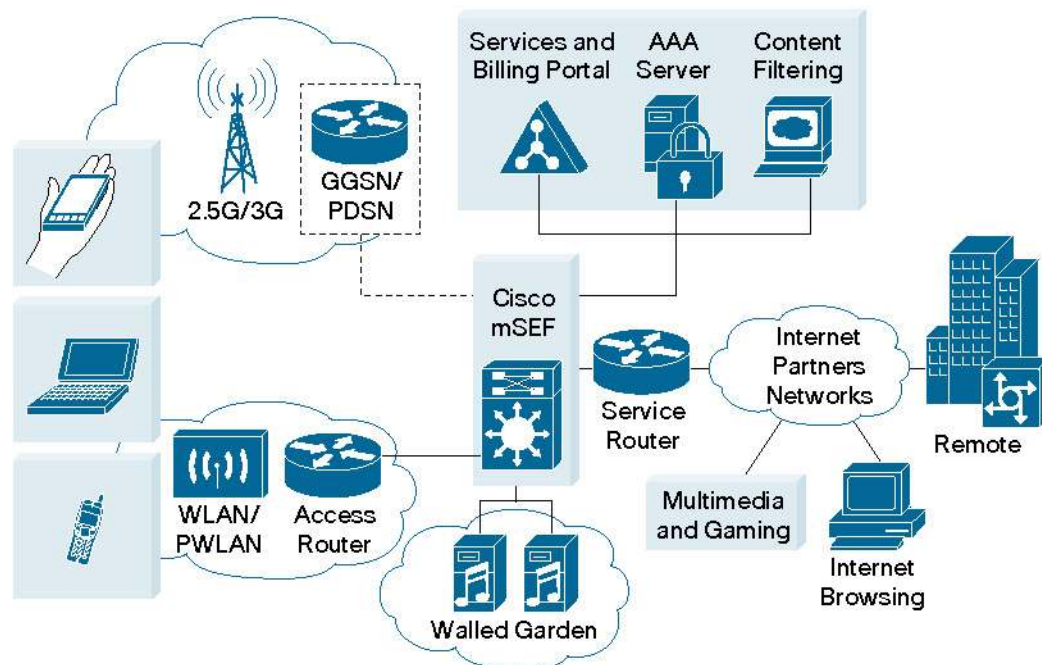 Services and
Billing Portal
AAA
Server
Content
Filtering
2.5G/3G
GGSN/
PDSN
Cisco
mSEF
Service
Router
Internet
Partners
Networks
Remote
WLAN/
PWLAN
Access
Router
Multimedia
and Gaming
Internet
Browsing
Walled Garden